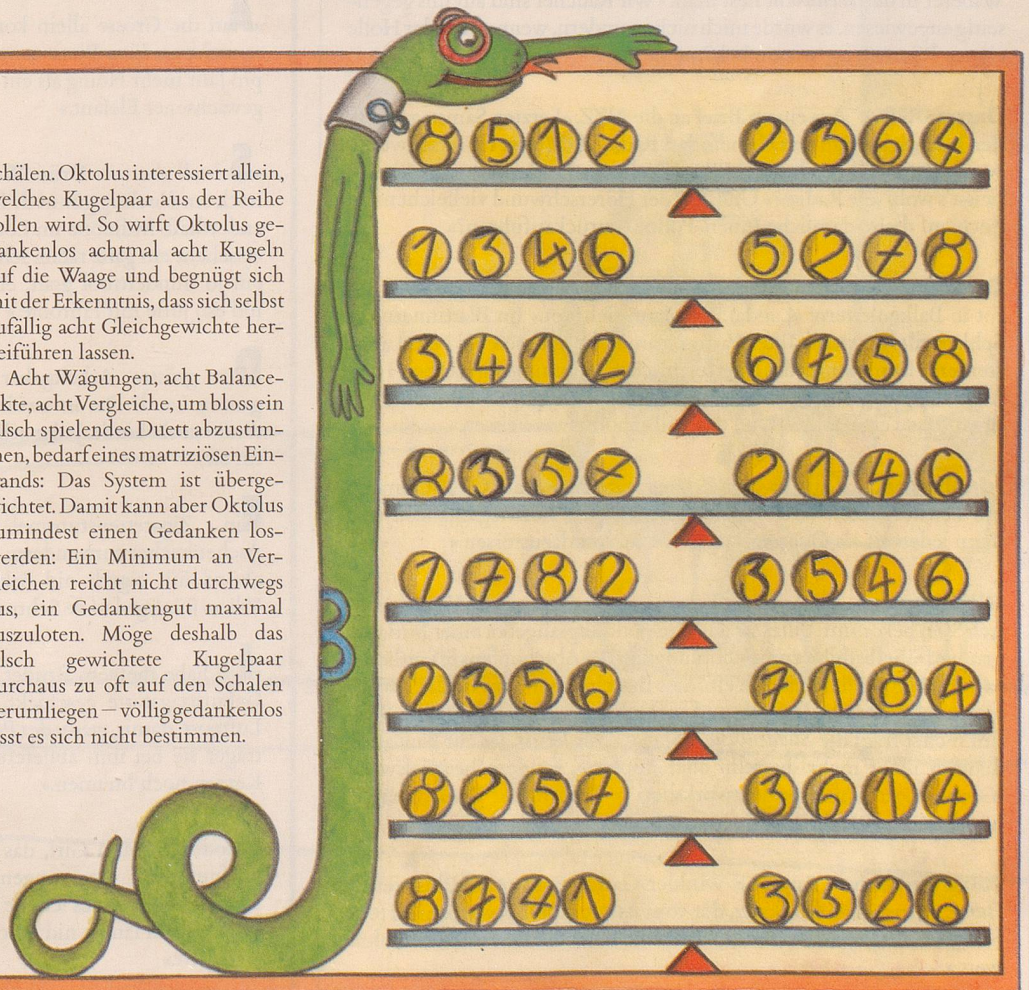 chälen. Oktolus interessiert allein,
elches Kugelpaar aus der Reihe
ollen wird. So wirft Oktolus ge-
ankenlos achtmal acht Kugeln
uf die Waage und begnügt sich
it der Erkenntnis, dass sich selbst
ufällig acht Gleichgewichte her-
eiführen lassen.
Acht Wägungen, acht Balance-
kte, acht Vergleiche, um bloss ein
lsch spielendes Duett abzustim-
en, bedarf eines matriziösen Ein-
ands: Das System ist überge-
ichtet. Damit kann aber Oktolus
umindest einen Gedanken los-
erden: Ein Minimum an Ver-
leichen reicht nicht durchwegs
us, ein Gedankengut maximal
uszuloten. Möge deshalb das
lsch gewichtete Kugelpaar
urchaus zu oft auf den Schalen
erumliegen – völlig gedankenlos
sst es sich nicht bestimmen.
8
8 5 1 7 2 3 6 4
1 3 4 6 5 2 7 8
3 4 1 2 6 7 5 8
8 3 5 7 2 1 4 6
1 7 8 2 3 5 4 6
2 3 5 6 7 1 8 4
8 2 5 7 3 6 1 4
8 7 4 1 3 5 2 6